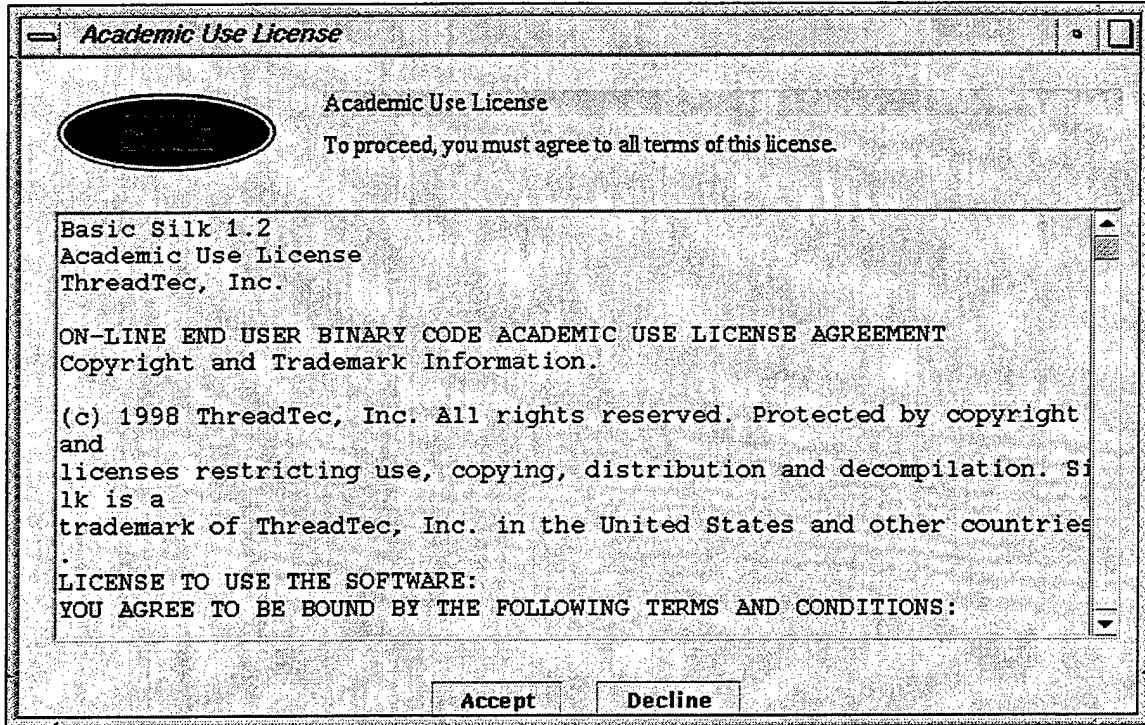 Academic Use License
Academic Use License
To proceed, you must agree to all terms of this license.
Basic Silk 1.2
Academic Use License
ThreadTec, Inc.
ON-LINE END USER BINARY CODE ACADEMIC USE LICENSE AGREEMENT
Copyright and Trademark Information.
(c) 1998 ThreadTec, Inc. All rights reserved. Protected by copyright
and
licenses restricting use, copying, distribution and decompilation. Si
lk is a
trademark of ThreadTec, Inc. in the United States and other countries
.
LICENSE TO USE THE SOFTWARE:
YOU AGREE TO BE BOUND BY THE FOLLOWING TERMS AND CONDITIONS:
Accept Decline